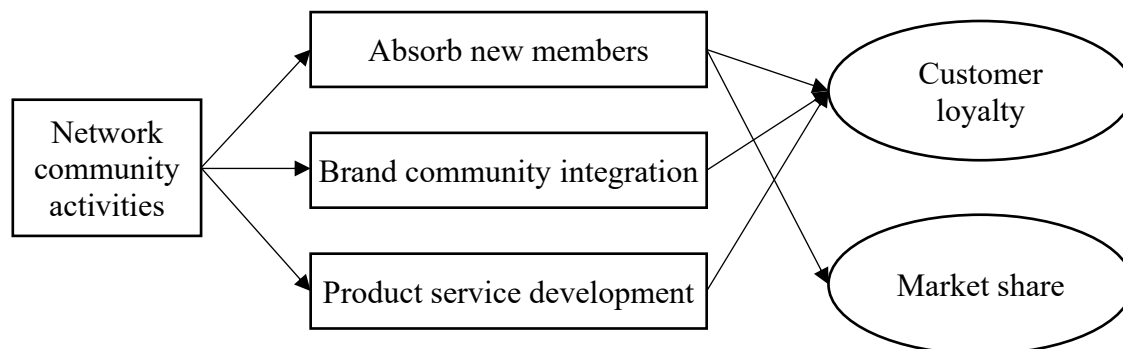 Network
community
activities
Absorb new members
Brand community integration
Product service development
Customer
loyalty
Market share